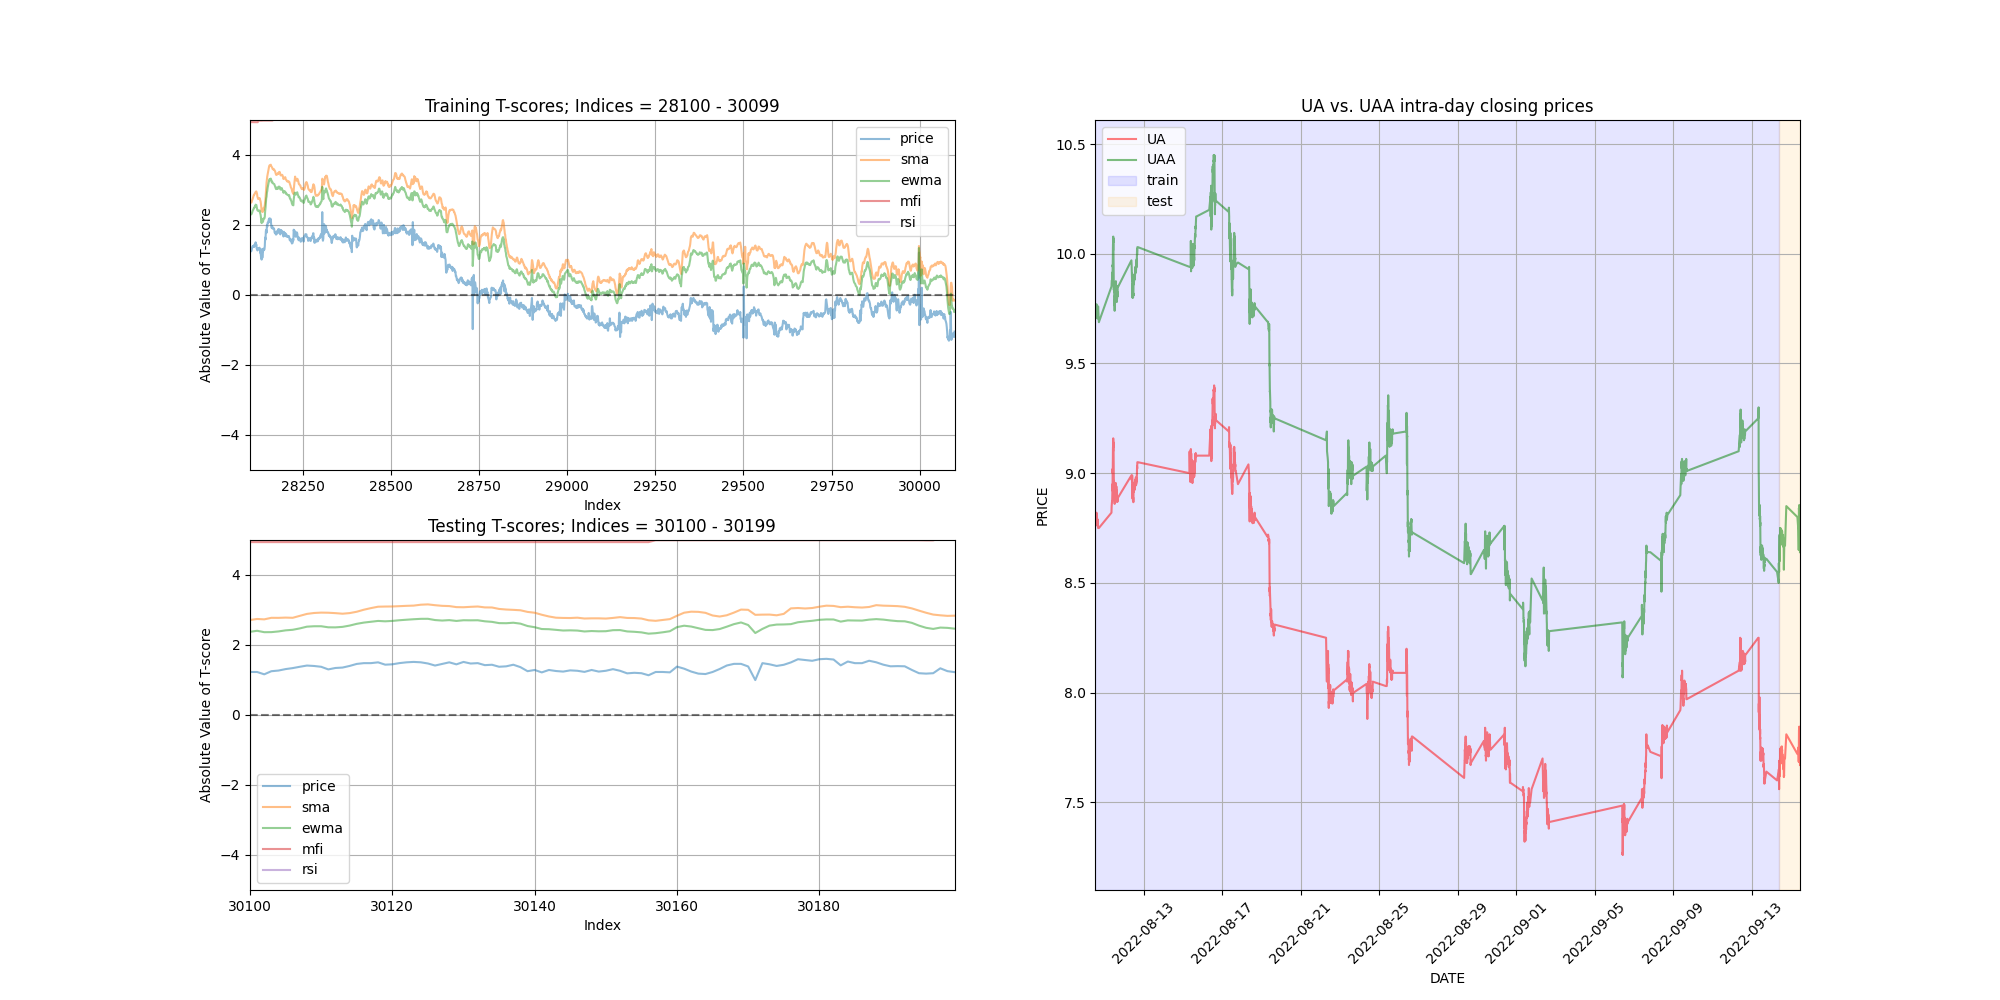 Training T-scores; Indices = 28100 - 30099
Absolute Value of T-score
4
2
0
−2
−4
price
sma
ewma
mfi
rsi
28250 28500 28750 29000 29250 29500 29750 30000
Index
Testing T-scores; Indices = 30100 - 30199
Absolute Value of T-score
4
2
0
−2
−4
price
sma
ewma
mfi
rsi
30100 30120 30140 30160 30180
Index
UA vs. UAA intra-day closing prices
PRICE
10.5
10.0
9.5
9.0
8.5
8.0
7.5
UA
UAA
train
test
2022-08-13 2022-08-17 2022-08-21 2022-08-25 2022-08-29 2022-09-01 2022-09-05 2022-09-09 2022-09-13
DATE